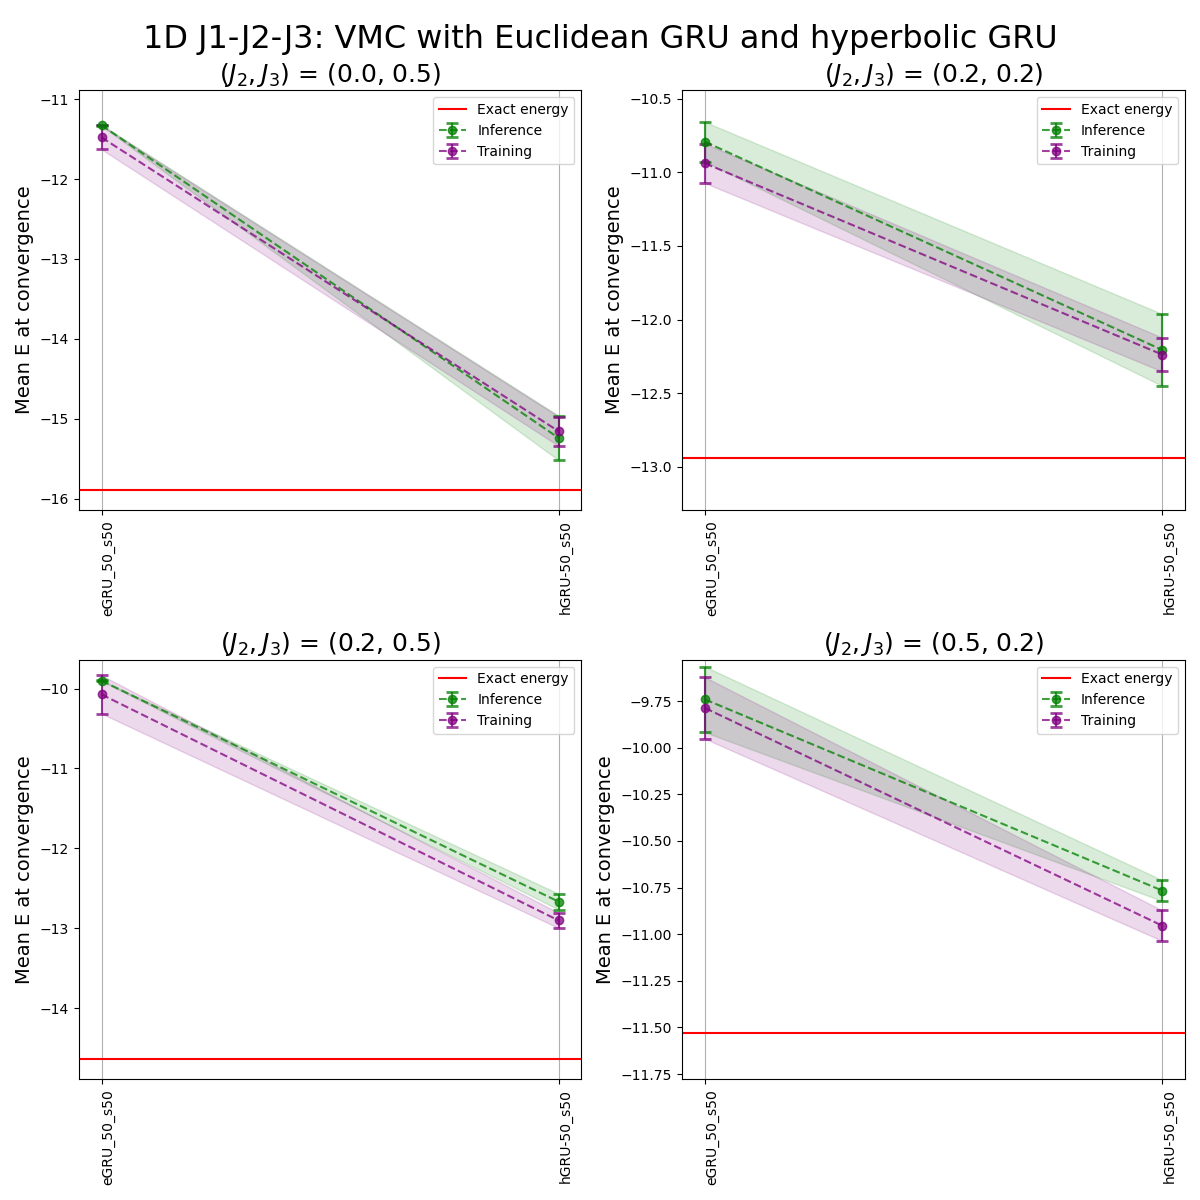 1D J1-J2-J3: VMC with Euclidean GRU and hyperbolic GRU
(J₂, J₃) = (0.0, 0.5)
Mean E at convergence
−11
−12
−13
−14
−15
−16
Exact energy
Inference
Training
eGRU_50_s50
hGRU-50_s50
(J₂, J₃) = (0.2, 0.2)
Mean E at convergence
−10.5
−11.0
−11.5
−12.0
−12.5
−13.0
Exact energy
Inference
Training
eGRU_50_s50
hGRU-50_s50
(J₂, J₃) = (0.2, 0.5)
Mean E at convergence
−10
−11
−12
−13
−14
Exact energy
Inference
Training
eGRU_50_s50
hGRU-50_s50
(J₂, J₃) = (0.5, 0.2)
Mean E at convergence
−9.75
−10.00
−10.25
−10.50
−10.75
−11.00
−11.25
−11.50
−11.75
Exact energy
Inference
Training
eGRU_50_s50
hGRU-50_s50